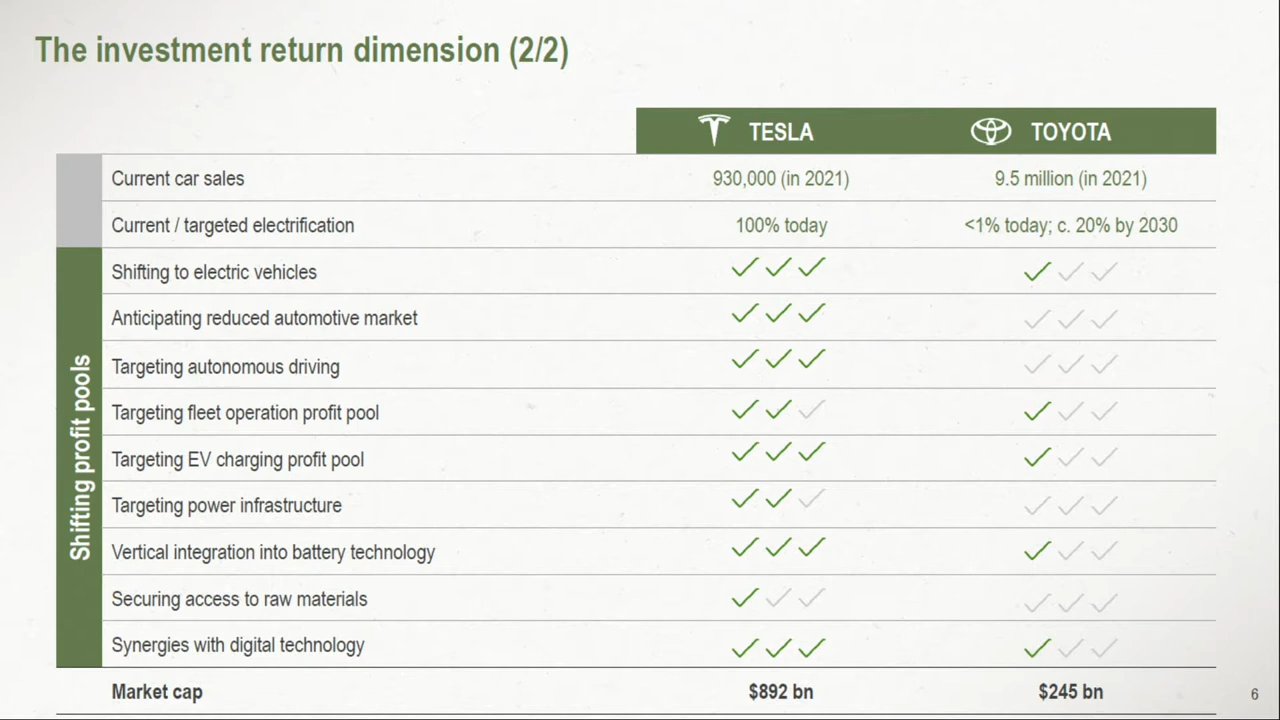 The investment return dimension (2/2)
TESLA TOYOTA
Current car sales 930,000 (in 2021) 9.5 million (in 2021)
Current / targeted electrification 100% today <1% today; c. 20% by 2030
Shifting profit pools
Shifting to electric vehicles
Anticipating reduced automotive market
Targeting autonomous driving
Targeting fleet operation profit pool
Targeting EV charging profit pool
Targeting power infrastructure
Vertical integration into battery technology
Securing access to raw materials
Synergies with digital technology
Market cap $892 bn $245 bn
6